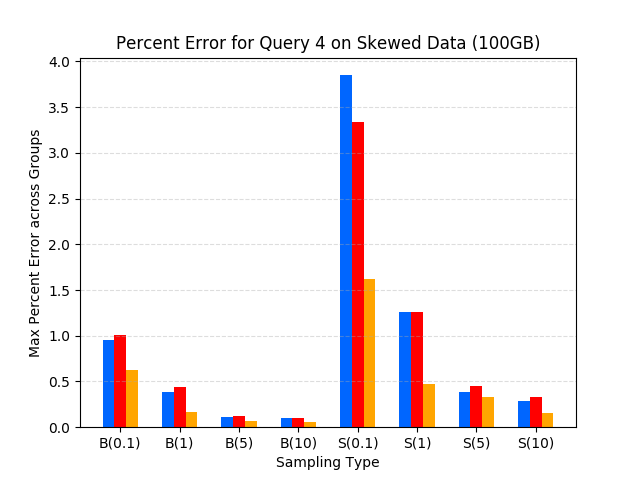 Percent Error for Query 4 on Skewed Data (100GB)
Max Percent Error across Groups
4.0
3.5
3.0
2.5
2.0
1.5
1.0
0.5
0.0
B(0.1) B(1) B(5) B(10) S(0.1) S(1) S(5) S(10)
Sampling Type